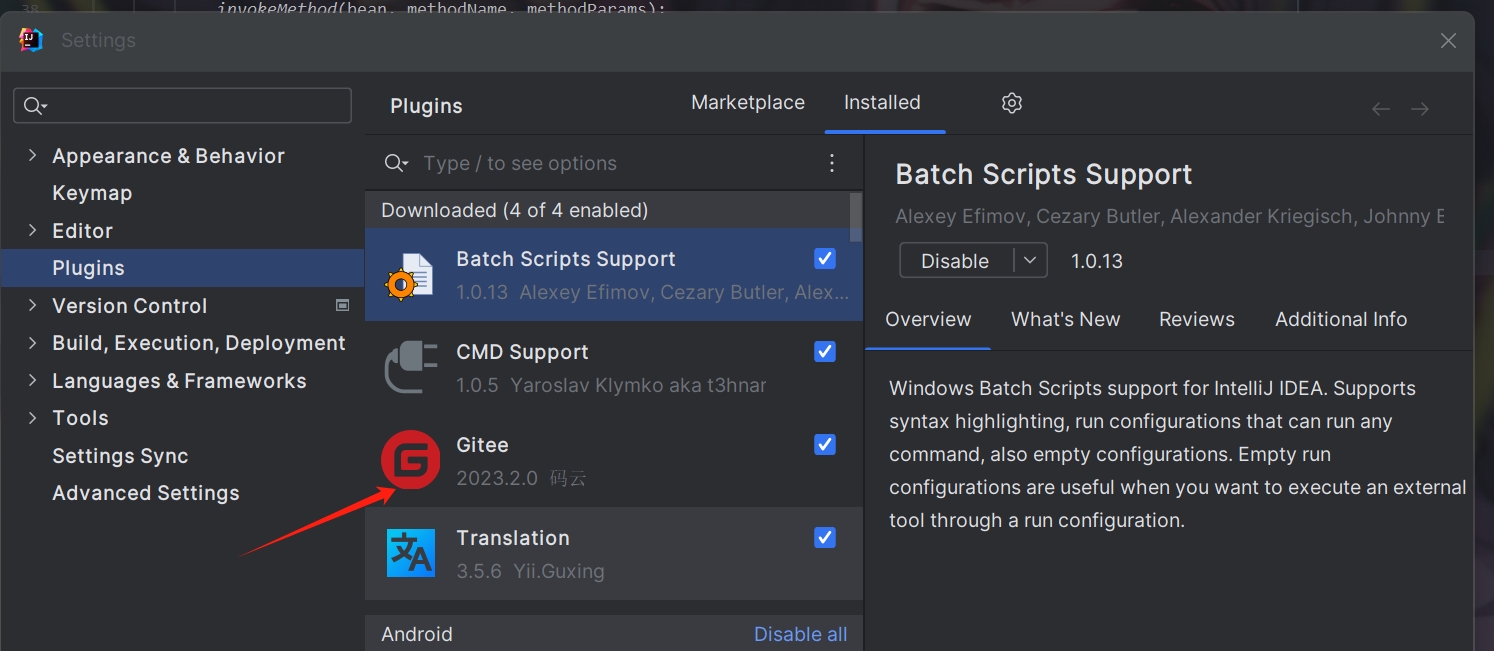 38 invokeMethod(bean, methodName, methodParams);
Settings
Plugins
Marketplace
Installed
Appearance & Behavior
Keymap
Editor
Plugins
Version Control
Build, Execution, Deployment
Languages & Frameworks
Tools
Settings Sync
Advanced Settings
Type / to see options
Downloaded (4 of 4 enabled)
Batch Scripts Support
1.0.13 Alexey Efimov, Cezary Butler, Alex...
CMD Support
1.0.5 Yaroslav Klymko aka t3hnar
Gitee
2023.2.0 码云
Translation
3.5.6 Yii.Guxing
Android Disable all
Batch Scripts Support
Alexey Efimov, Cezary Butler, Alexander Kriegisch, Johnny E
Disable 1.0.13
Overview What's New Reviews Additional Info
Windows Batch Scripts support for IntelliJ IDEA. Supports
syntax highlighting, run configurations that can run any
command, also empty configurations. Empty run
configurations are useful when you want to execute an external
tool through a run configuration.